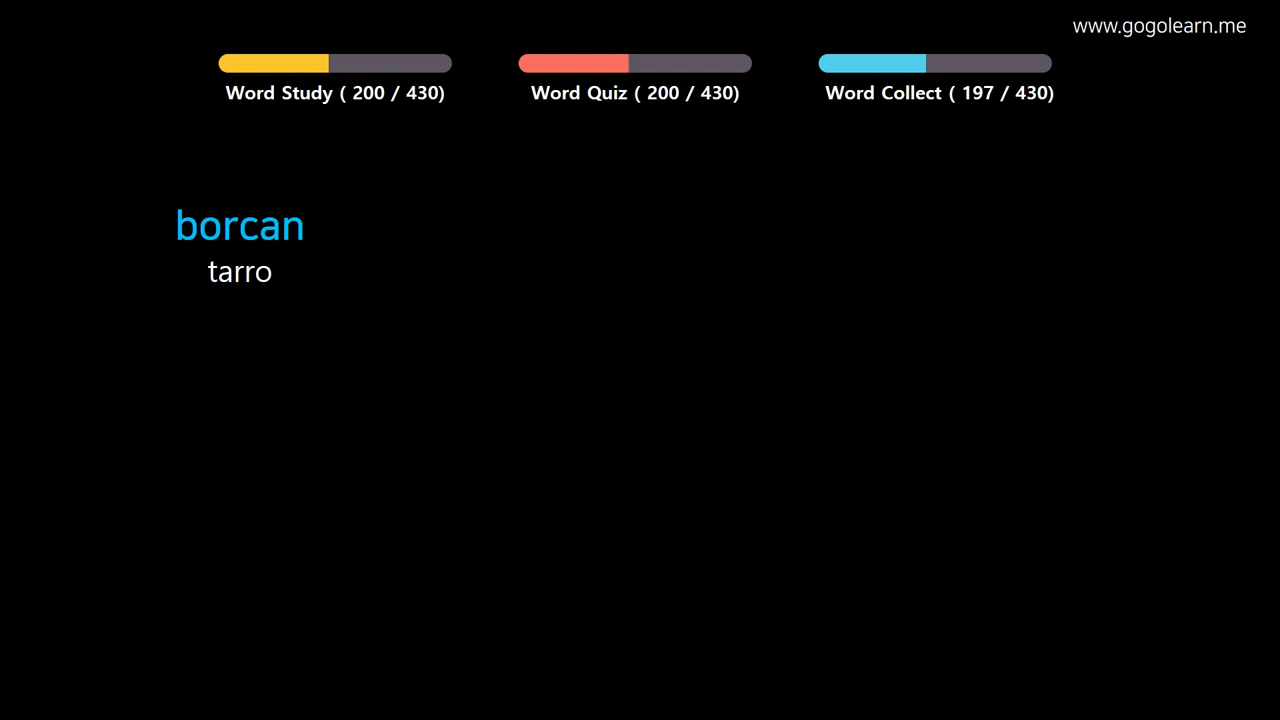 www.gogolearn.me
Word Study ( 200 / 430)
Word Quiz ( 200 / 430)
Word Collect ( 197 / 430)
borcan
tarro